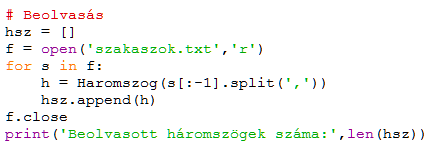 # Beolvasás
hsz = []
f = open('szakaszok.txt','r')
for s in f:
    h = Haromszog(s[:-1].split(','))
    hsz.append(h)
f.close
print('Beolvasott háromszögek száma:',len(hsz))